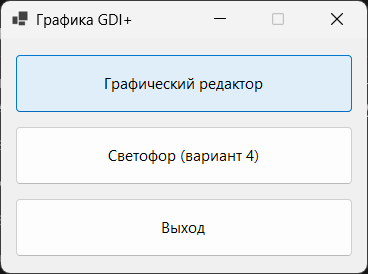 Графика GDI+
Графический редактор
Светофор (вариант 4)
Выход